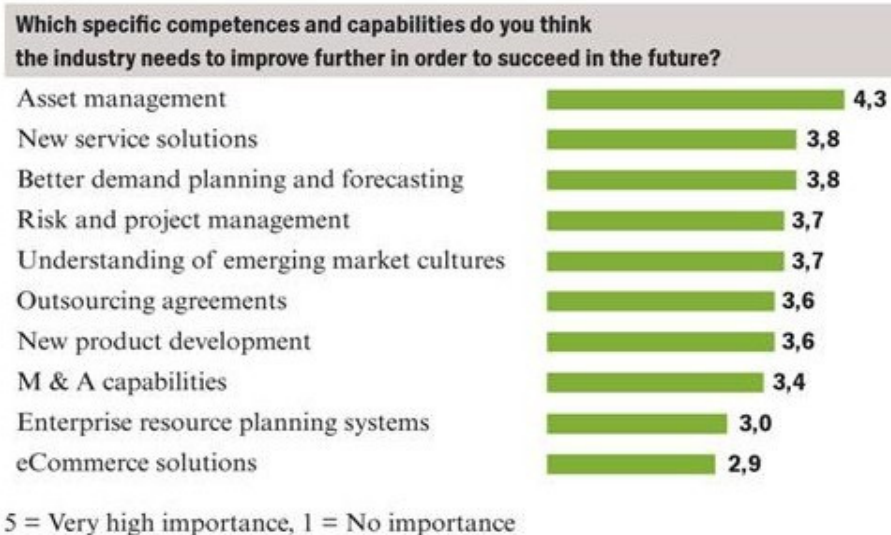 Which specific competences and capabilities do you think
the industry needs to improve further in order to succeed in the future?
Asset management 4,3
New service solutions 3,8
Better demand planning and forecasting 3,8
Risk and project management 3,7
Understanding of emerging market cultures 3,7
Outsourcing agreements 3,6
New product development 3,6
M & A capabilities 3,4
Enterprise resource planning systems 3,0
eCommerce solutions 2,9
5 = Very high importance, 1 = No importance